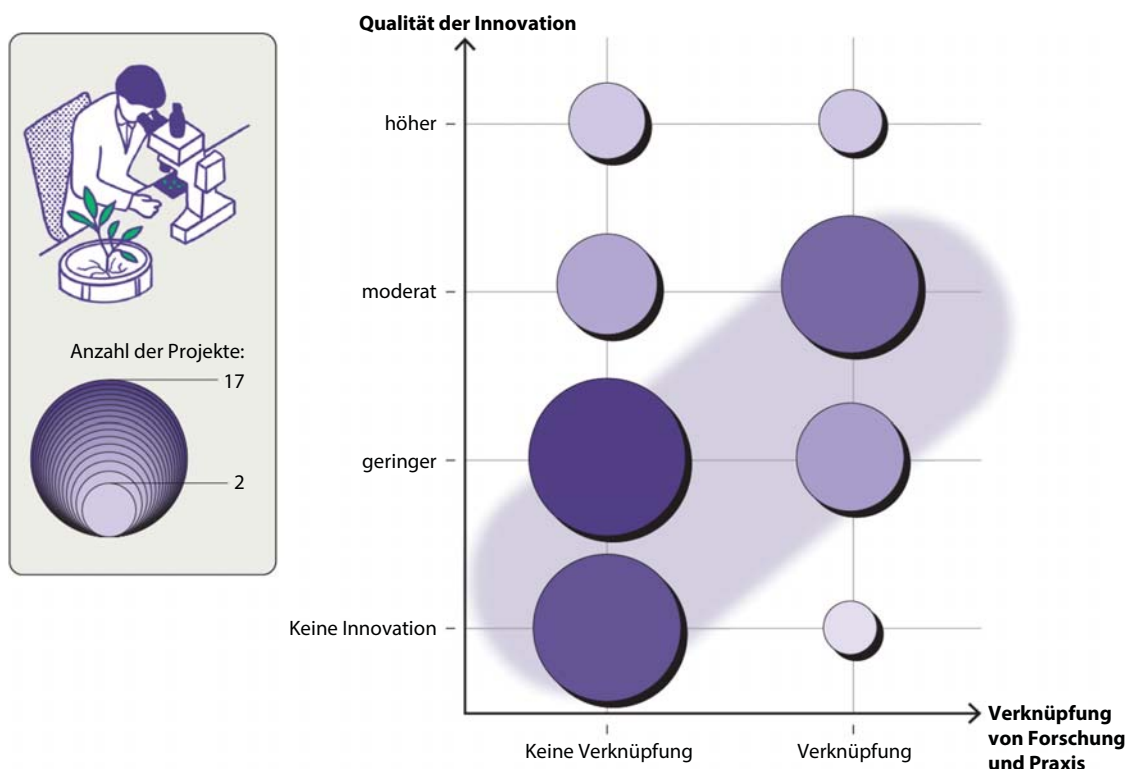 Qualität der Innovation
höher
moderat
geringer
Keine Innovation
Anzahl der Projekte:
17
2
Keine Verknüpfung
Verknüpfung
Verknüpfung
von Forschung
und Praxis